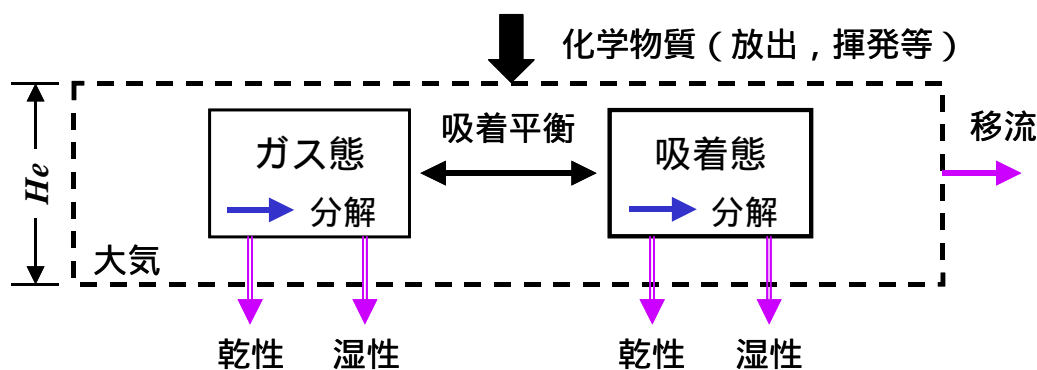 化学物質（放出，揮発等）
吸着平衡
移流
ガス態
吸着態
He
分解
分解
大気
乾性
湿性
乾性
湿性